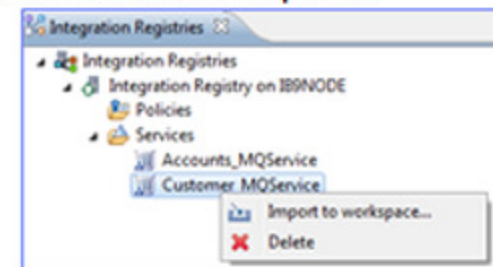 Integration Registries
Integration Registries
Integration Registry on IB9NODE
Policies
Services
Accounts_MQService
Customer_MQService
Import to workspace...
Delete